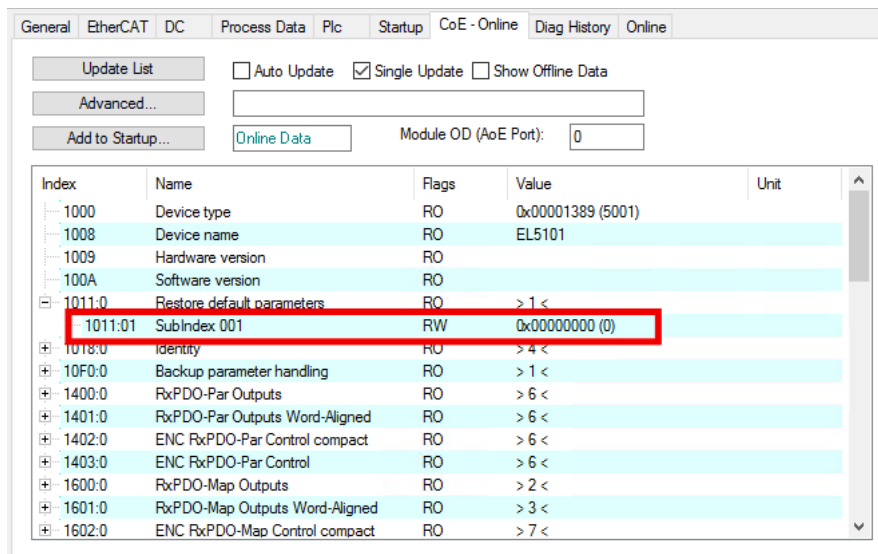 General EtherCAT DC Process Data Plc Startup CoE - Online Diag History Online
Update List Auto Update Single Update Show Offline Data
Advanced...
Add to Startup... Online Data Module OD (AoE Port): 0
Index Name Flags Value Unit
1000 Device type RO 0x00001389 (5001)
1008 Device name RO EL5101
1009 Hardware version RO
100A Software version RO
1011:0 Restore default parameters RO > 1 <
1011:01 SubIndex 001 RW 0x00000000 (0)
1018:0 Identity RO > 4 <
10F0:0 Backup parameter handling RO > 1 <
1400:0 RxPDO-Par Outputs RO > 6 <
1401:0 RxPDO-Par Outputs Word-Aligned RO > 6 <
1402:0 ENC RxPDO-Par Control compact RO > 6 <
1403:0 ENC RxPDO-Par Control RO > 6 <
1600:0 RxPDO-Map Outputs RO > 2 <
1601:0 RxPDO-Map Outputs Word-Aligned RO > 3 <
1602:0 ENC RxPDO-Map Control compact RO > 7 <